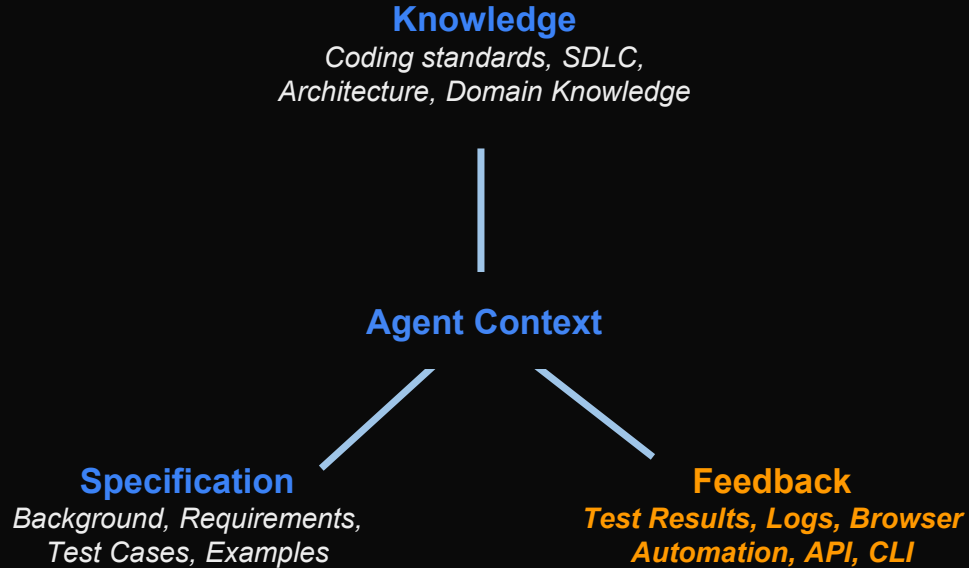 Knowledge
Coding standards, SDLC,
Architecture, Domain Knowledge
Agent Context
Specification
Background, Requirements,
Test Cases, Examples
Feedback
Test Results, Logs, Browser
Automation, API, CLI